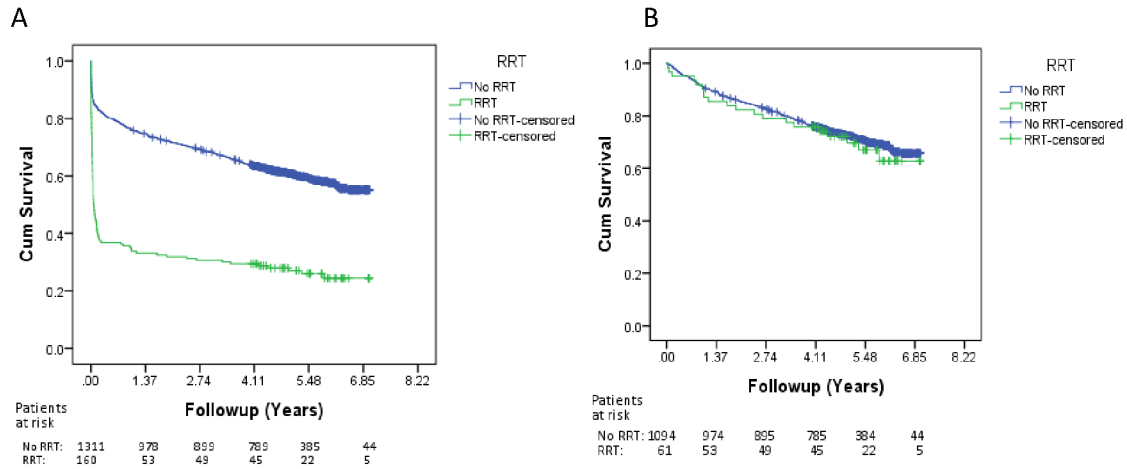 A
RRT
No RRT
RRT
No RRT-censored
RRT-censored
Cum Survival
1.0
0.8
0.6
0.4
0.2
0.0
.00 1.37 2.74 4.11 5.48 6.85 8.22
Followup (Years)
Patients
at risk
No RRT: 1311 978 899 789 385 44
RRT: 160 53 49 45 22 5
B
RRT
No RRT
RRT
No RRT-censored
RRT-censored
Cum Survival
1.0
0.8
0.6
0.4
0.2
0.0
.00 1.37 2.74 4.11 5.48 6.85 8.22
Followup (Years)
Patients
at risk
No RRT: 1094 974 895 785 384 44
RRT: 61 53 49 45 22 5